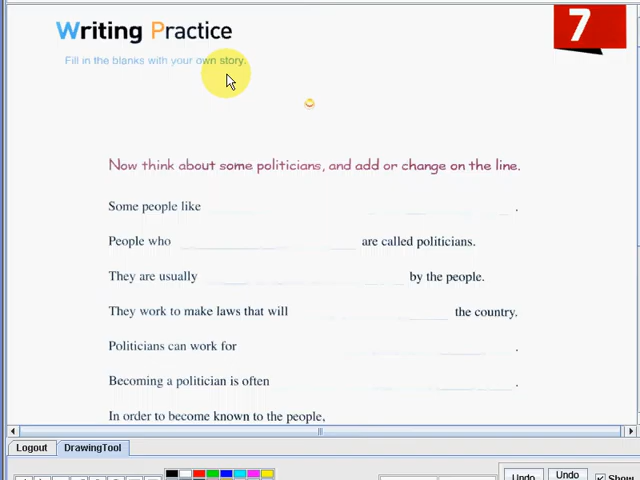 Writing Practice
7
Fill in the blanks with your own story.
Now think about some politicians, and add or change on the line.
Some people like .
People who are called politicians.
They are usually by the people.
They work to make laws that will the country.
Politicians can work for .
Becoming a politician is often .
In order to become known to the people,
Logout DrawingTool
Undo Undo Show